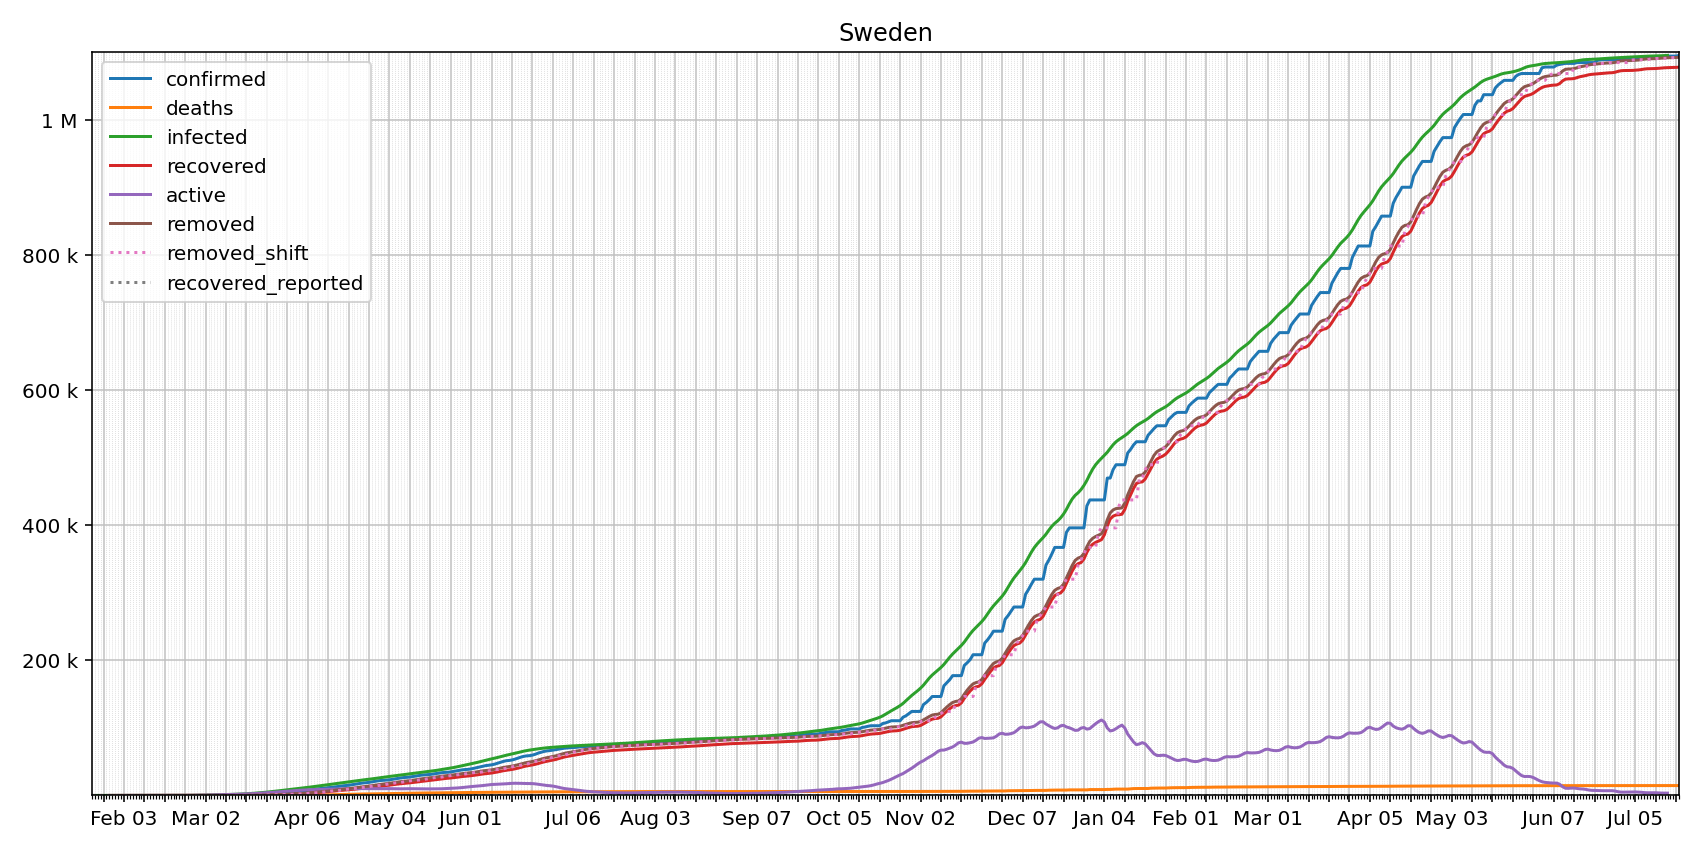 Sweden
confirmed
deaths
infected
recovered
active
removed
removed_shift
recovered_reported
1 M
800 k
600 k
400 k
200 k
Feb 03 Mar 02 Apr 06 May 04 Jun 01 Jul 06 Aug 03 Sep 07 Oct 05 Nov 02 Dec 07 Jan 04 Feb 01 Mar 01 Apr 05 May 03 Jun 07 Jul 05